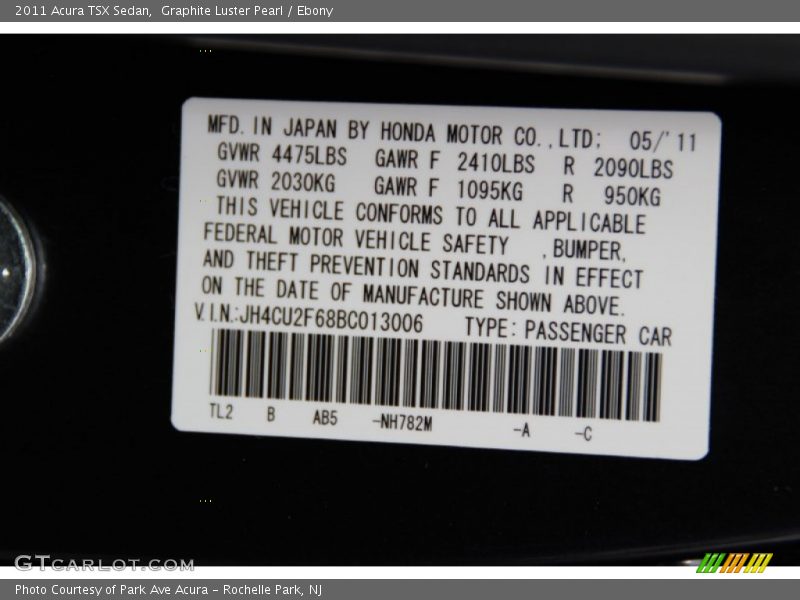 2011 Acura TSX Sedan,  Graphite Luster Pearl / Ebony
MFD. IN JAPAN BY HONDA MOTOR CO.,LTD; 05/'11
GVWR 4475LBS GAWR F 2410LBS R 2090LBS
GVWR 2030KG GAWR F 1095KG R 950KG
THIS VEHICLE CONFORMS TO ALL APPLICABLE
FEDERAL MOTOR VEHICLE SAFETY ,BUMPER,
AND THEFT PREVENTION STANDARDS IN EFFECT
ON THE DATE OF MANUFACTURE SHOWN ABOVE.
V.I.N.:JH4CU2F68BC013006 TYPE: PASSENGER CAR
TL2 B AB5 -NH782M -A -C
GTCARLOT.COM
Photo Courtesy of Park Ave Acura - Rochelle Park, NJ